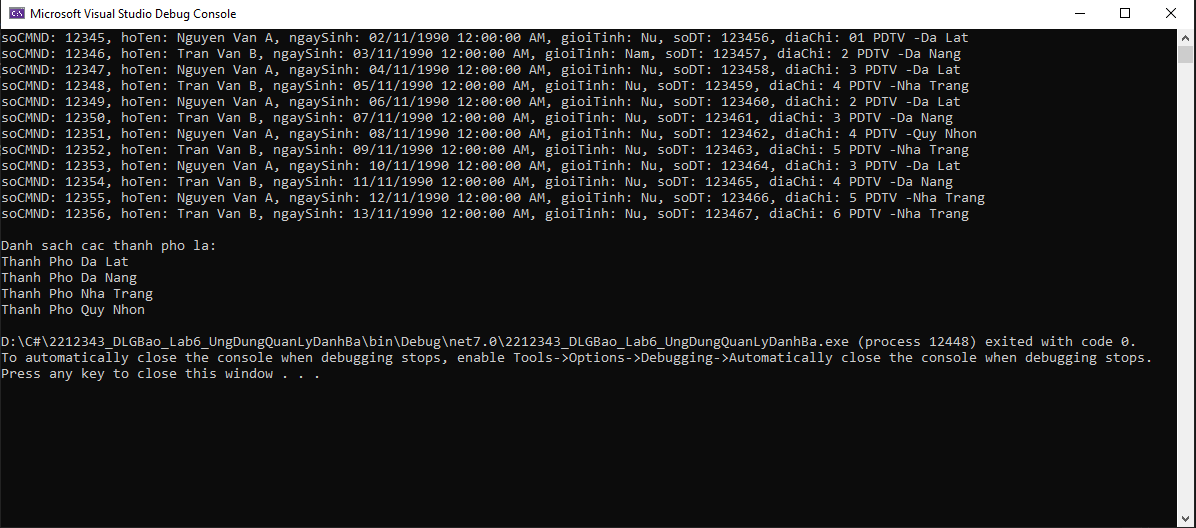 Microsoft Visual Studio Debug Console
soCMND: 12345, hoTen: Nguyen Van A, ngaySinh: 02/11/1990 12:00:00 AM, gioiTinh: Nu, soDT: 123456, diaChi: 01 PDTV -Da Lat
soCMND: 12346, hoTen: Tran Van B, ngaySinh: 03/11/1990 12:00:00 AM, gioiTinh: Nam, soDT: 123457, diaChi: 2 PDTV -Da Nang
soCMND: 12347, hoTen: Nguyen Van A, ngaySinh: 04/11/1990 12:00:00 AM, gioiTinh: Nu, soDT: 123458, diaChi: 3 PDTV -Da Lat
soCMND: 12348, hoTen: Tran Van B, ngaySinh: 05/11/1990 12:00:00 AM, gioiTinh: Nu, soDT: 123459, diaChi: 4 PDTV -Nha Trang
soCMND: 12349, hoTen: Nguyen Van A, ngaySinh: 06/11/1990 12:00:00 AM, gioiTinh: Nu, soDT: 123460, diaChi: 2 PDTV -Da Lat
soCMND: 12350, hoTen: Tran Van B, ngaySinh: 07/11/1990 12:00:00 AM, gioiTinh: Nu, soDT: 123461, diaChi: 3 PDTV -Da Nang
soCMND: 12351, hoTen: Nguyen Van A, ngaySinh: 08/11/1990 12:00:00 AM, gioiTinh: Nu, soDT: 123462, diaChi: 4 PDTV -Quy Nhon
soCMND: 12352, hoTen: Tran Van B, ngaySinh: 09/11/1990 12:00:00 AM, gioiTinh: Nu, soDT: 123463, diaChi: 5 PDTV -Nha Trang
soCMND: 12353, hoTen: Nguyen Van A, ngaySinh: 10/11/1990 12:00:00 AM, gioiTinh: Nu, soDT: 123464, diaChi: 3 PDTV -Da Lat
soCMND: 12354, hoTen: Tran Van B, ngaySinh: 11/11/1990 12:00:00 AM, gioiTinh: Nu, soDT: 123465, diaChi: 4 PDTV -Da Nang
soCMND: 12355, hoTen: Nguyen Van A, ngaySinh: 12/11/1990 12:00:00 AM, gioiTinh: Nu, soDT: 123466, diaChi: 5 PDTV -Nha Trang
soCMND: 12356, hoTen: Tran Van B, ngaySinh: 13/11/1990 12:00:00 AM, gioiTinh: Nu, soDT: 123467, diaChi: 6 PDTV -Nha Trang
Danh sach cac thanh pho la:
Thanh Pho Da Lat
Thanh Pho Da Nang
Thanh Pho Nha Trang
Thanh Pho Quy Nhon
D:\C#\2212343_DLGBao_Lab6_UngDungQuanLyDanhBa\bin\Debug\net7.0\2212343_DLGBao_Lab6_UngDungQuanLyDanhBa.exe (process 12448) exited with code 0.
To automatically close the console when debugging stops, enable Tools->Options->Debugging->Automatically close the console when debugging stops.
Press any key to close this window . . .